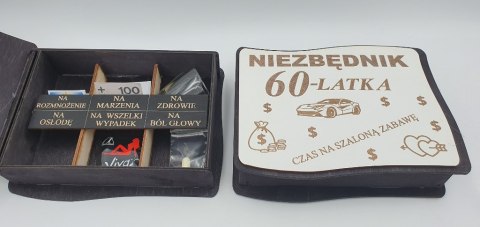 NA ROZMNOŻENIE
NA MARZENIA
NA ZDROWIE
NA OSŁODĘ
NA WSZELKI WYPADEK
NA BÓL GŁOWY
100
NIEZBĘDNIK
60-LATKA
$ $
$ $
$ $
CZAS NA SZALONĄ ZABAWĘ